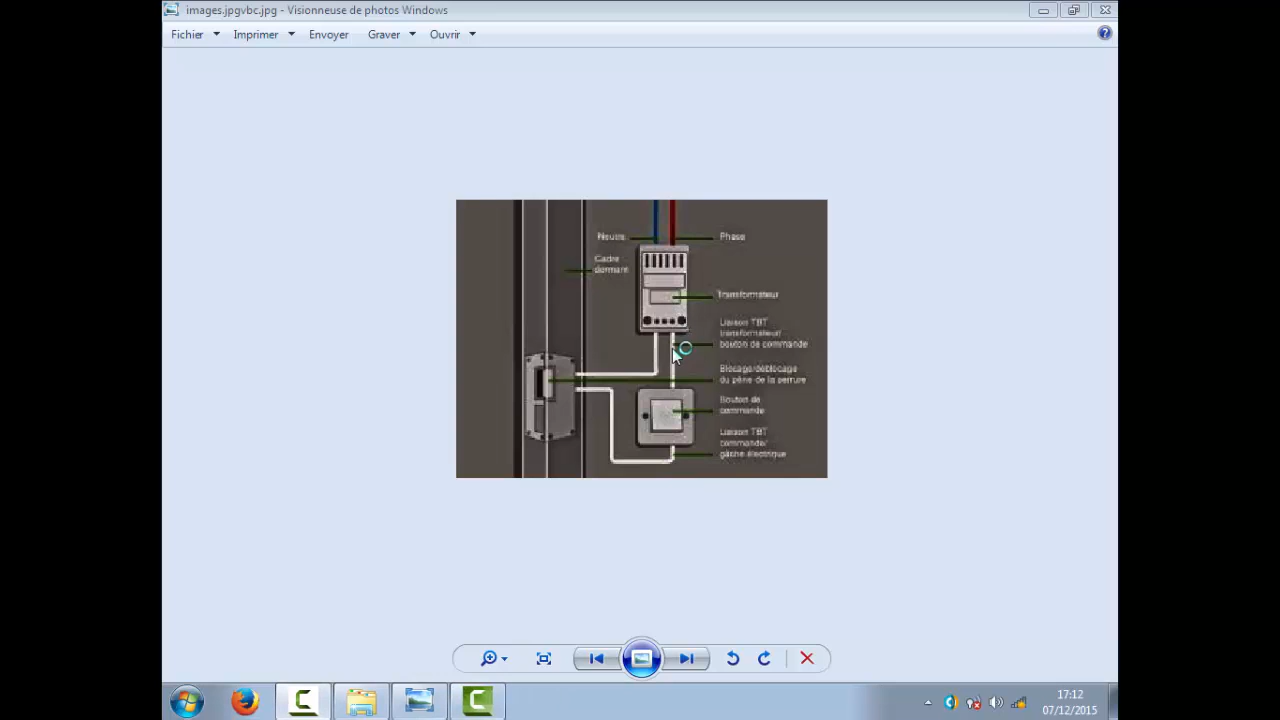 images.jpgvbc.jpg - Visionneuse de photos Windows
Fichier Imprimer Envoyer Graver Ouvrir
Neutre
Phase
Cadre
dormant
Transformateur
Liaison TBT
transformateur/
bouton de commande
Blocage/déblocage
du pêne de la serrure
Bouton de
commande
Liaison TBT
commande/
gâche électrique
17:12
07/12/2015